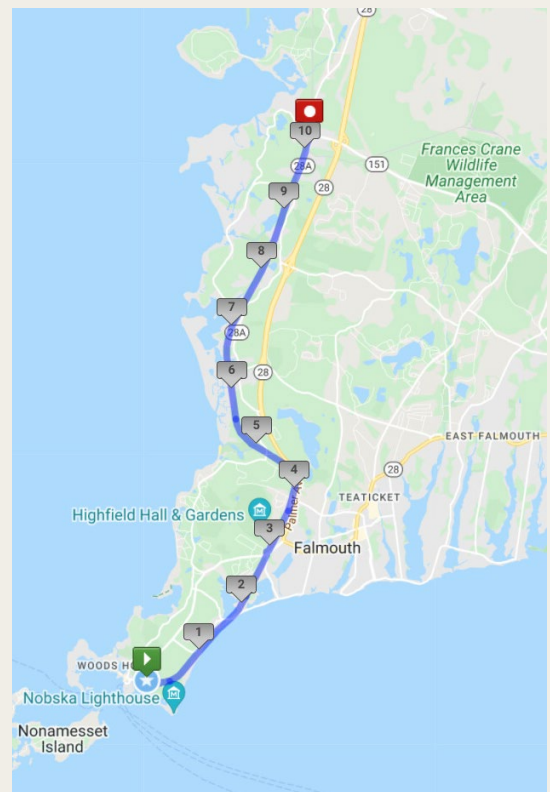 28
10
28A
151
Frances Crane
Wildlife
Management
Area
28
9
8
7
28A
6
28
5
EAST FALMOUTH
4
28
TEATICKET
Highfield Hall & Gardens
3
Falmouth
2
1
WOODS HO
Nobska Lighthouse
Nonamesset
Island